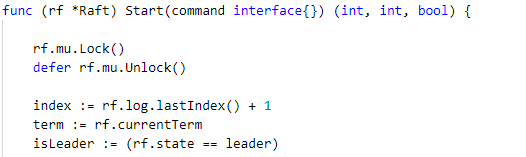 func (rf *Raft) Start(command interface{}) (int, int, bool) {
rf.mu.Lock()
defer rf.mu.Unlock()
index := rf.log.lastIndex() + 1
term := rf.currentTerm
isLeader := (rf.state == leader)